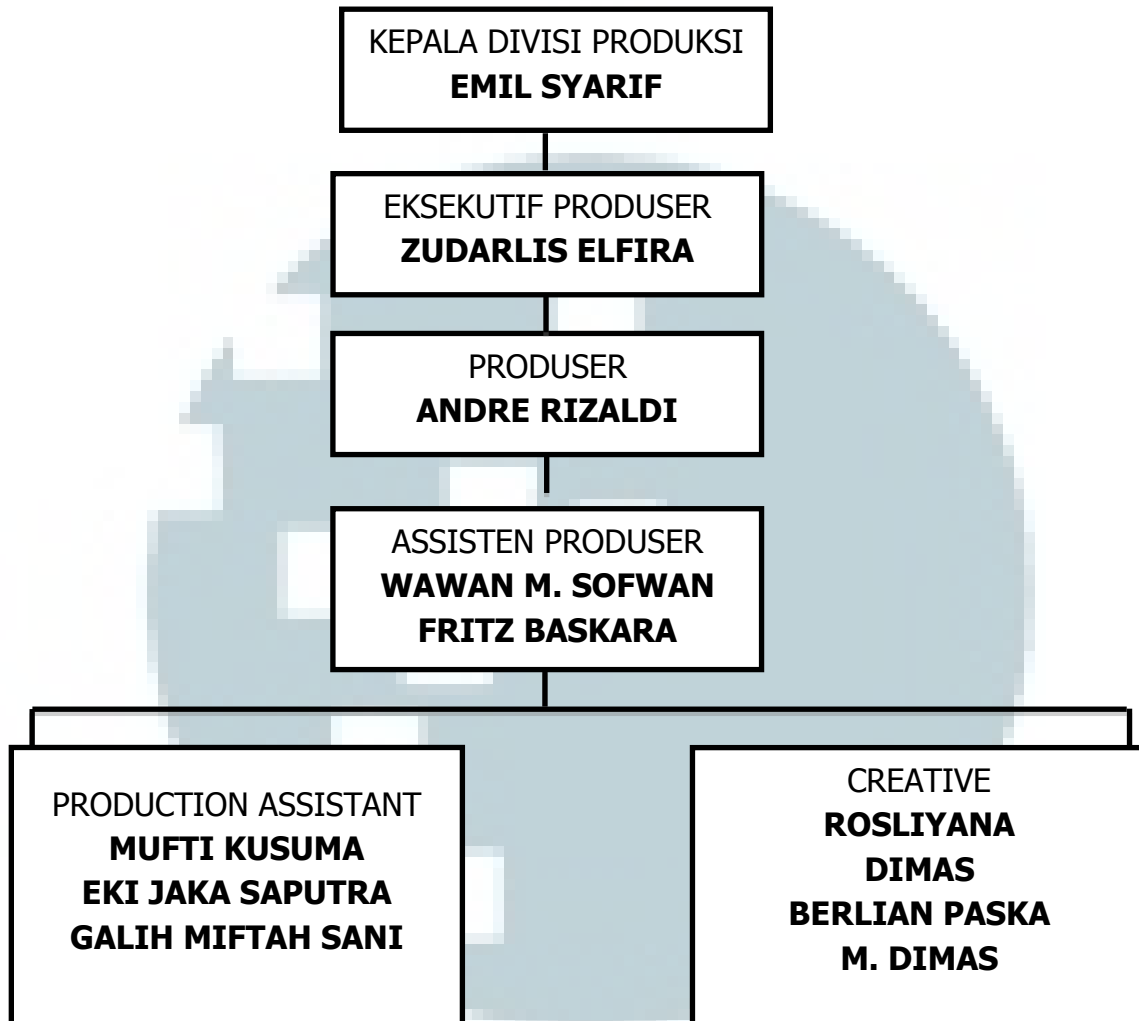 KEPALA DIVISI PRODUKSI
EMIL SYARIF
EKSEKUTIF PRODUSER
ZUDARLIS ELFIRA
PRODUSER
ANDRE RIZALDI
ASSISTEN PRODUSER
WAWAN M. SOFWAN
FRITZ BASKARA
PRODUCTION ASSISTANT
MUFTI KUSUMA
EKI JAKA SAPUTRA
GALIH MIFTAH SANI
CREATIVE
ROSLIYANA
DIMAS
BERLIAN PASKA
M. DIMAS